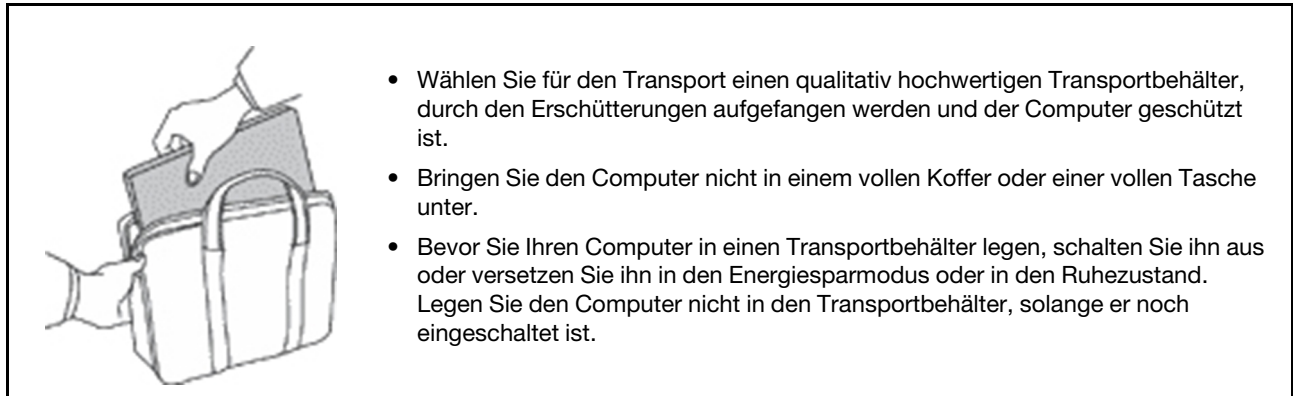 • Wählen Sie für den Transport einen qualitativ hochwertigen Transportbehälter,
durch den Erschütterungen aufgefangen werden und der Computer geschützt
ist.
• Bringen Sie den Computer nicht in einem vollen Koffer oder einer vollen Tasche
unter.
• Bevor Sie Ihren Computer in einen Transportbehälter legen, schalten Sie ihn aus
oder versetzen Sie ihn in den Energiesparmodus oder in den Ruhezustand.
Legen Sie den Computer nicht in den Transportbehälter, solange er noch
eingeschaltet ist.